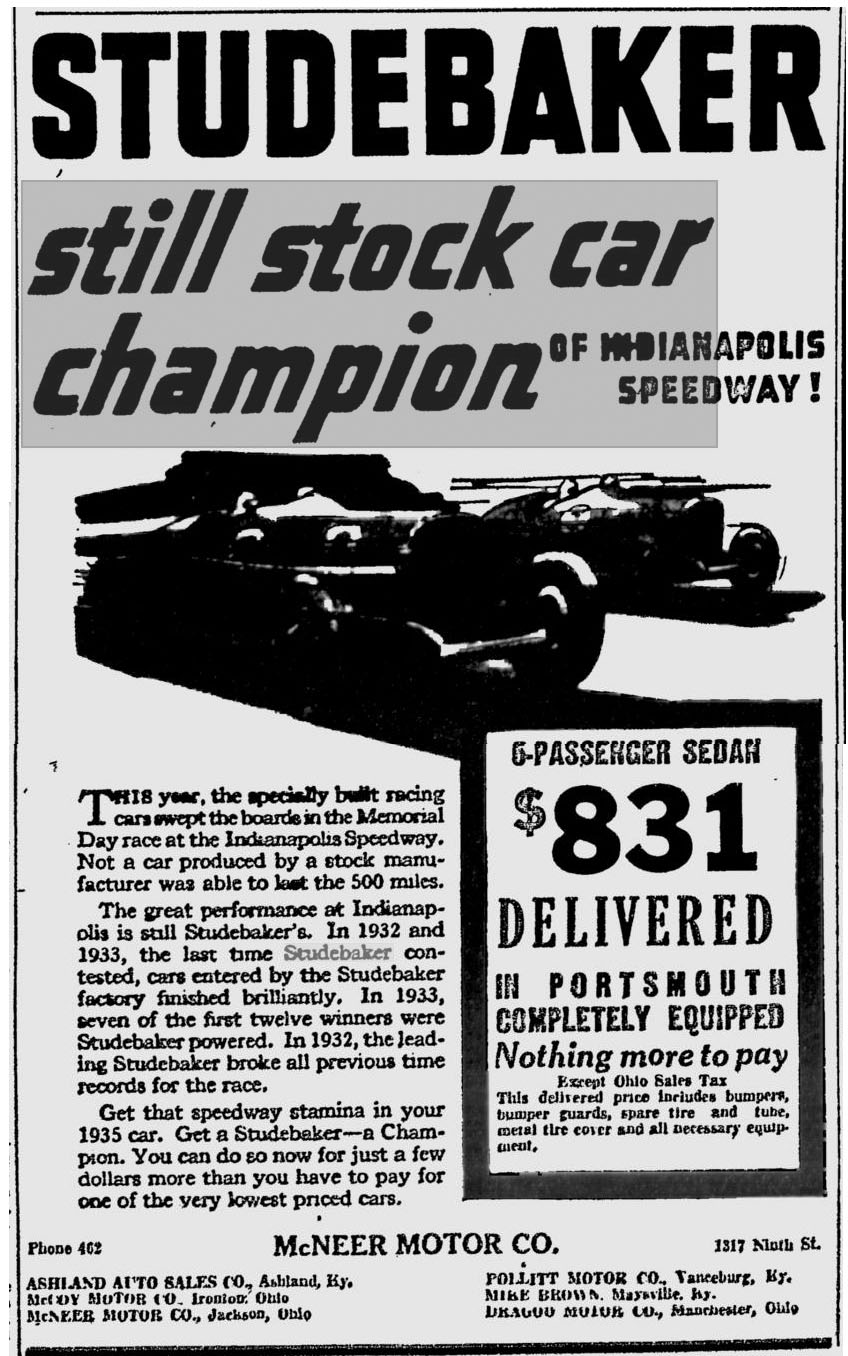 STUDEBAKER
still stock car
champion OF INDIANAPOLIS
SPEEDWAY!
THIS year, the specially built racing
cars swept the boards in the Memorial
Day race at the Indianapolis Speedway.
Not a car produced by a stock manu-
facturer was able to last the 500 miles.
The great performance at Indianap-
olis is still Studebaker's. In 1932 and
1933, the last time Studebaker con-
tested, cars entered by the Studebaker
factory finished brilliantly. In 1933,
seven of the first twelve winners were
Studebaker powered. In 1932, the lead-
ing Studebaker broke all previous time
records for the race.
Get that speedway stamina in your
1935 car. Get a Studebaker—a Cham-
pion. You can do so now for just a few
dollars more than you have to pay for
one of the very lowest priced cars.
6-PASSENGER SEDAN
$831
DELIVERED
IN PORTSMOUTH
COMPLETELY EQUIPPED
Nothing more to pay
Except Ohio Sales Tax
This delivered price includes bumpers,
bumper guards, spare tire and tube,
metal tire cover and all necessary equip-
ment.
Phone 462 McNEER MOTOR CO. 1317 Ninth St.
ASHLAND AUTO SALES CO., Ashland, Ky.
McCOY MOTOR CO., Ironton, Ohio
McNEER MOTOR CO., Jackson, Ohio
POLLITT MOTOR CO., Vanceburg, Ky.
MIKE BROWN, Maysville, Ky.
DRAGOO MOTOR CO., Manchester, Ohio